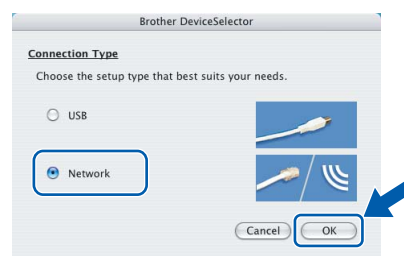 Brother DeviceSelector
Connection Type
Choose the setup type that best suits your needs.
USB
Network
Cancel OK